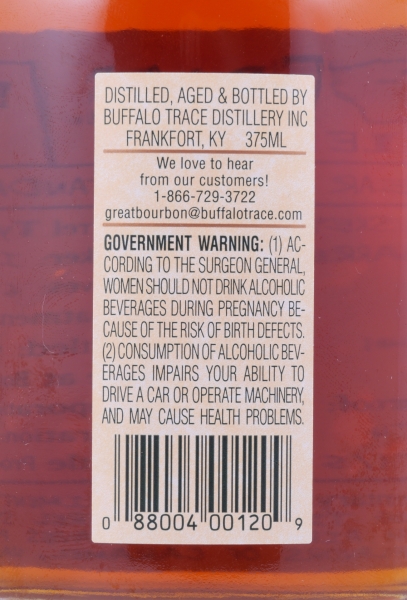 DISTILLED, AGED & BOTTLED BY
BUFFALO TRACE DISTILLERY INC
FRANKFORT, KY 375ML
We love to hear
from our customers!
1-866-729-3722
greatbourbon@buffalotrace.com
GOVERNMENT WARNING: (1) AC-
CORDING TO THE SURGEON GENERAL,
WOMEN SHOULD NOT DRINK ALCOHOLIC
BEVERAGES DURING PREGNANCY BE-
CAUSE OF THE RISK OF BIRTH DEFECTS.
(2) CONSUMPTION OF ALCOHOLIC BEV-
ERAGES IMPAIRS YOUR ABILITY TO
DRIVE A CAR OR OPERATE MACHINERY,
AND MAY CAUSE HEALTH PROBLEMS.
0 88004 00120 9